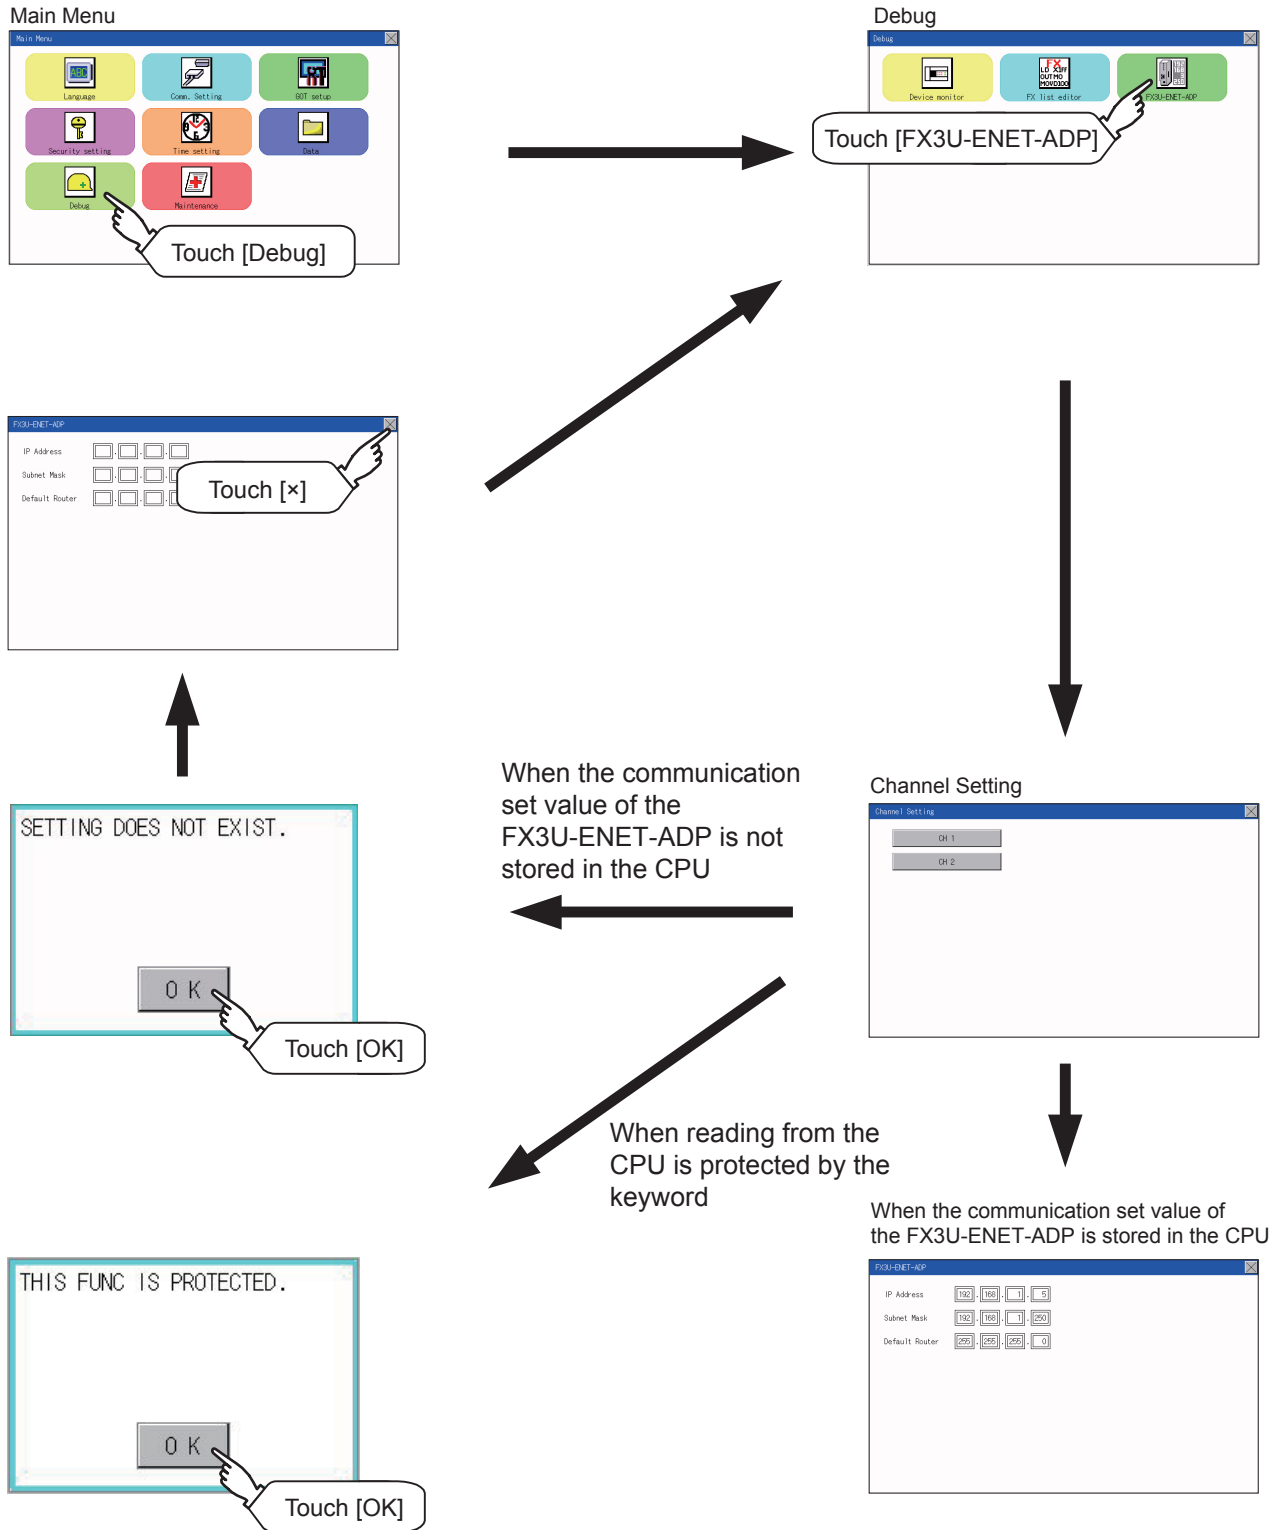 Main Menu
Main Menu
Language
Comm. Setting
GOT setup
Security setting
Time setting
Data
Debug
Maintenance
Touch [Debug]
Debug
Debug
Device monitor
FX list editor
FX3U-ENET-ADP
Touch [FX3U-ENET-ADP]
FX3U-ENET-ADP
IP Address
Subnet Mask
Default Router
Touch [×]
SETTING DOES NOT EXIST.
OK
Touch [OK]
When the communication
set value of the
FX3U-ENET-ADP is not
stored in the CPU
Channel Setting
Channel Setting
CH 1
CH 2
When reading from the
CPU is protected by the
keyword
THIS FUNC IS PROTECTED.
OK
Touch [OK]
When the communication set value of
the FX3U-ENET-ADP is stored in the CPU
FX3U-ENET-ADP
IP Address 192 . 168 . 1 . 5
Subnet Mask 192 . 168 . 1 . 250
Default Router 255 . 255 . 255 . 0